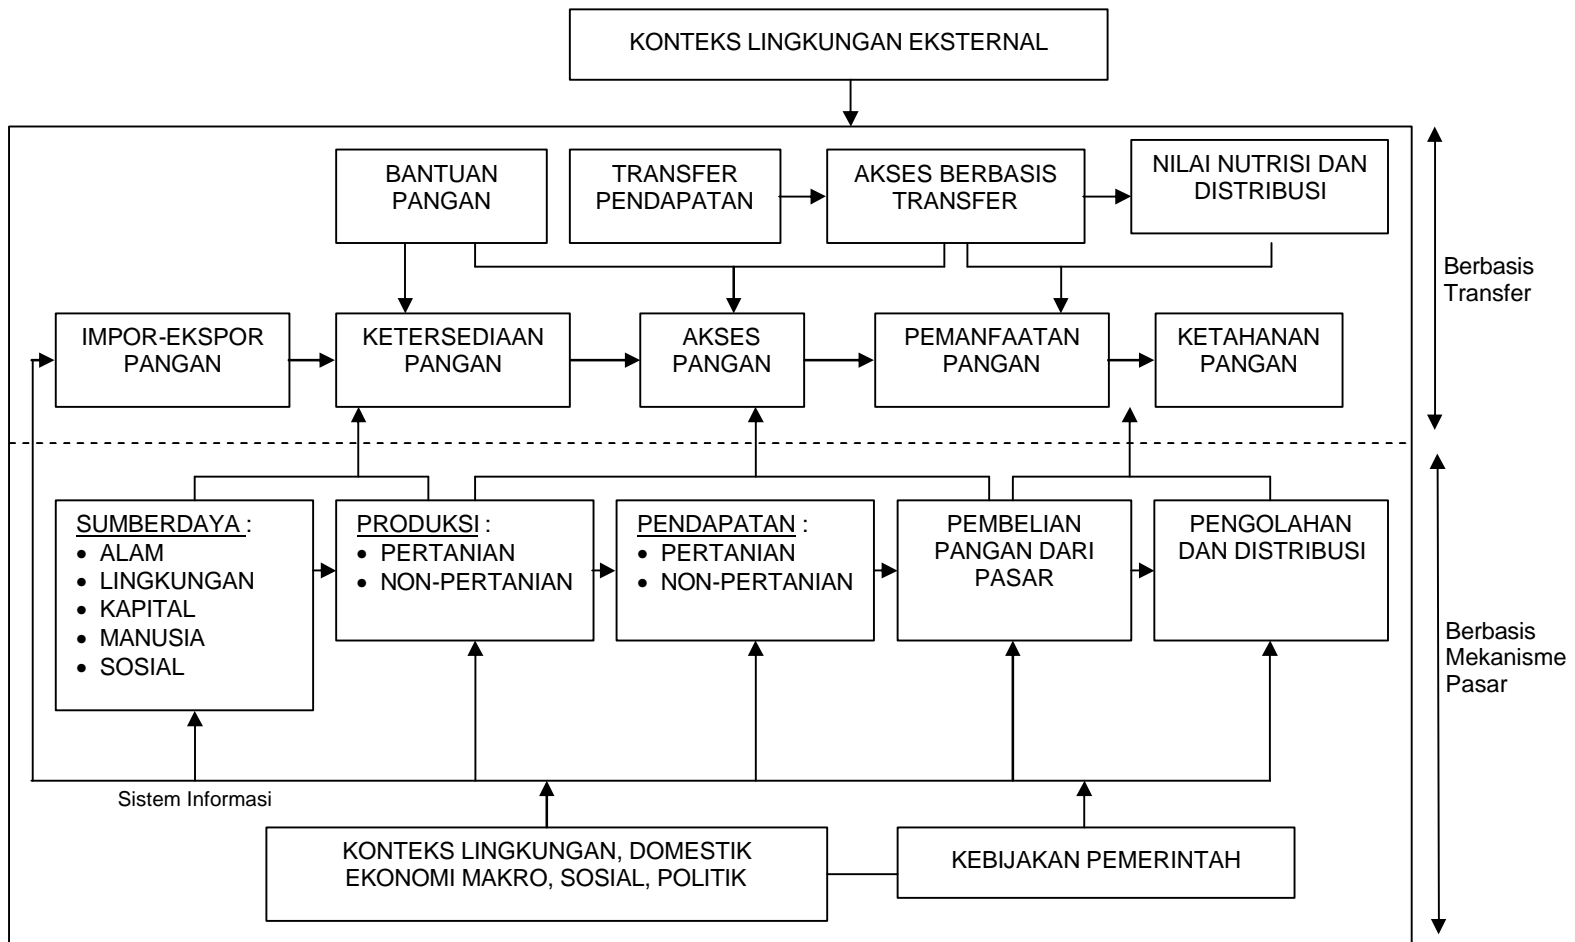 KONTEKS LINGKUNGAN EKSTERNAL
BANTUAN
PANGAN
TRANSFER
PENDAPATAN
AKSES BERBASIS
TRANSFER
NILAI NUTRISI DAN
DISTRIBUSI
Berbasis
Transfer
IMPOR-EKSPOR
PANGAN
KETERSEDIAAN
PANGAN
AKSES
PANGAN
PEMANFAATAN
PANGAN
KETAHANAN
PANGAN
SUMBERDAYA :
• ALAM
• LINGKUNGAN
• KAPITAL
• MANUSIA
• SOSIAL
PRODUKSI :
• PERTANIAN
• NON-PERTANIAN
PENDAPATAN :
• PERTANIAN
• NON-PERTANIAN
PEMBELIAN
PANGAN DARI
PASAR
PENGOLAHAN
DAN DISTRIBUSI
Berbasis
Mekanisme
Pasar
Sistem Informasi
KONTEKS LINGKUNGAN, DOMESTIK
EKONOMI MAKRO, SOSIAL, POLITIK
KEBIJAKAN PEMERINTAH